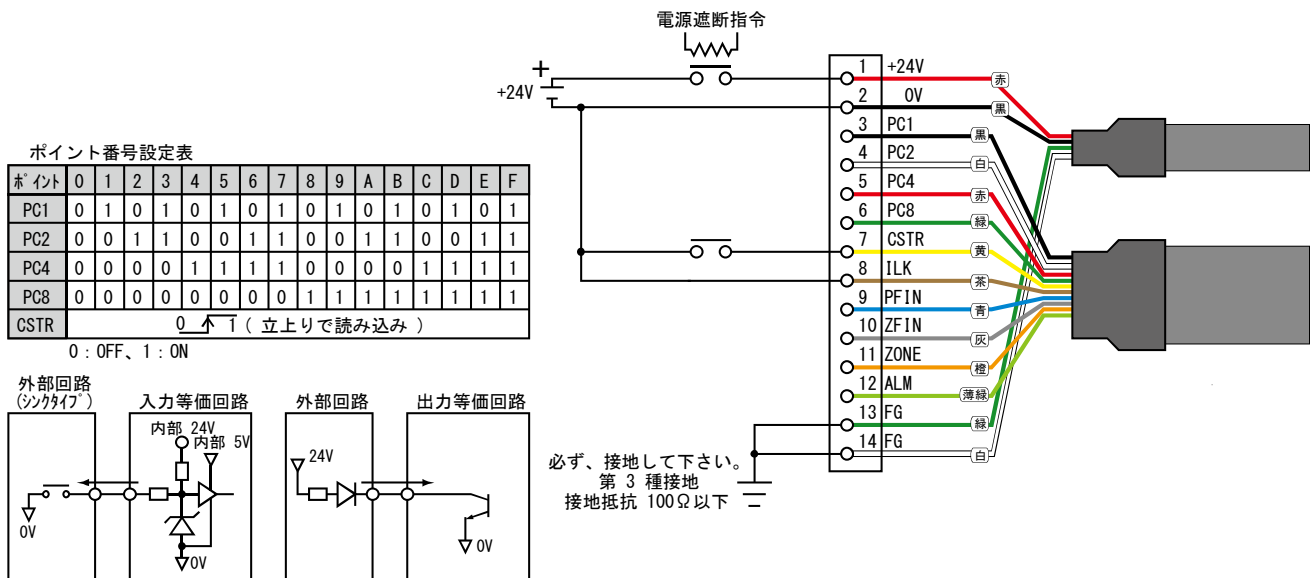 電源遮断指令
+
+24V
1 +24V 赤
2 0V 黒
3 PC1 黒
4 PC2 白
5 PC4 赤
6 PC8 緑
7 CSTR 黄
8 ILK 茶
9 PFIN 青
10 ZFIN 灰
11 ZONE 橙
12 ALM 薄緑
13 FG 緑
14 FG 白
必ず、接地して下さい。
第 3 種接地
接地抵抗 100Ω以下
ポイント番号設定表
ポイント 0 1 2 3 4 5 6 7 8 9 A B C D E F
PC1 0 1 0 1 0 1 0 1 0 1 0 1 0 1 0 1
PC2 0 0 1 1 0 0 1 1 0 0 1 1 0 0 1 1
PC4 0 0 0 0 1 1 1 1 0 0 0 0 1 1 1 1
PC8 0 0 0 0 0 0 0 0 1 1 1 1 1 1 1 1
CSTR 0 1 ( 立上りで読み込み )
0 : OFF、1 : ON
外部回路
(シンクタイプ)
0V
入力等価回路
内部 24V
内部 5V
0V
外部回路
24V
出力等価回路
0V